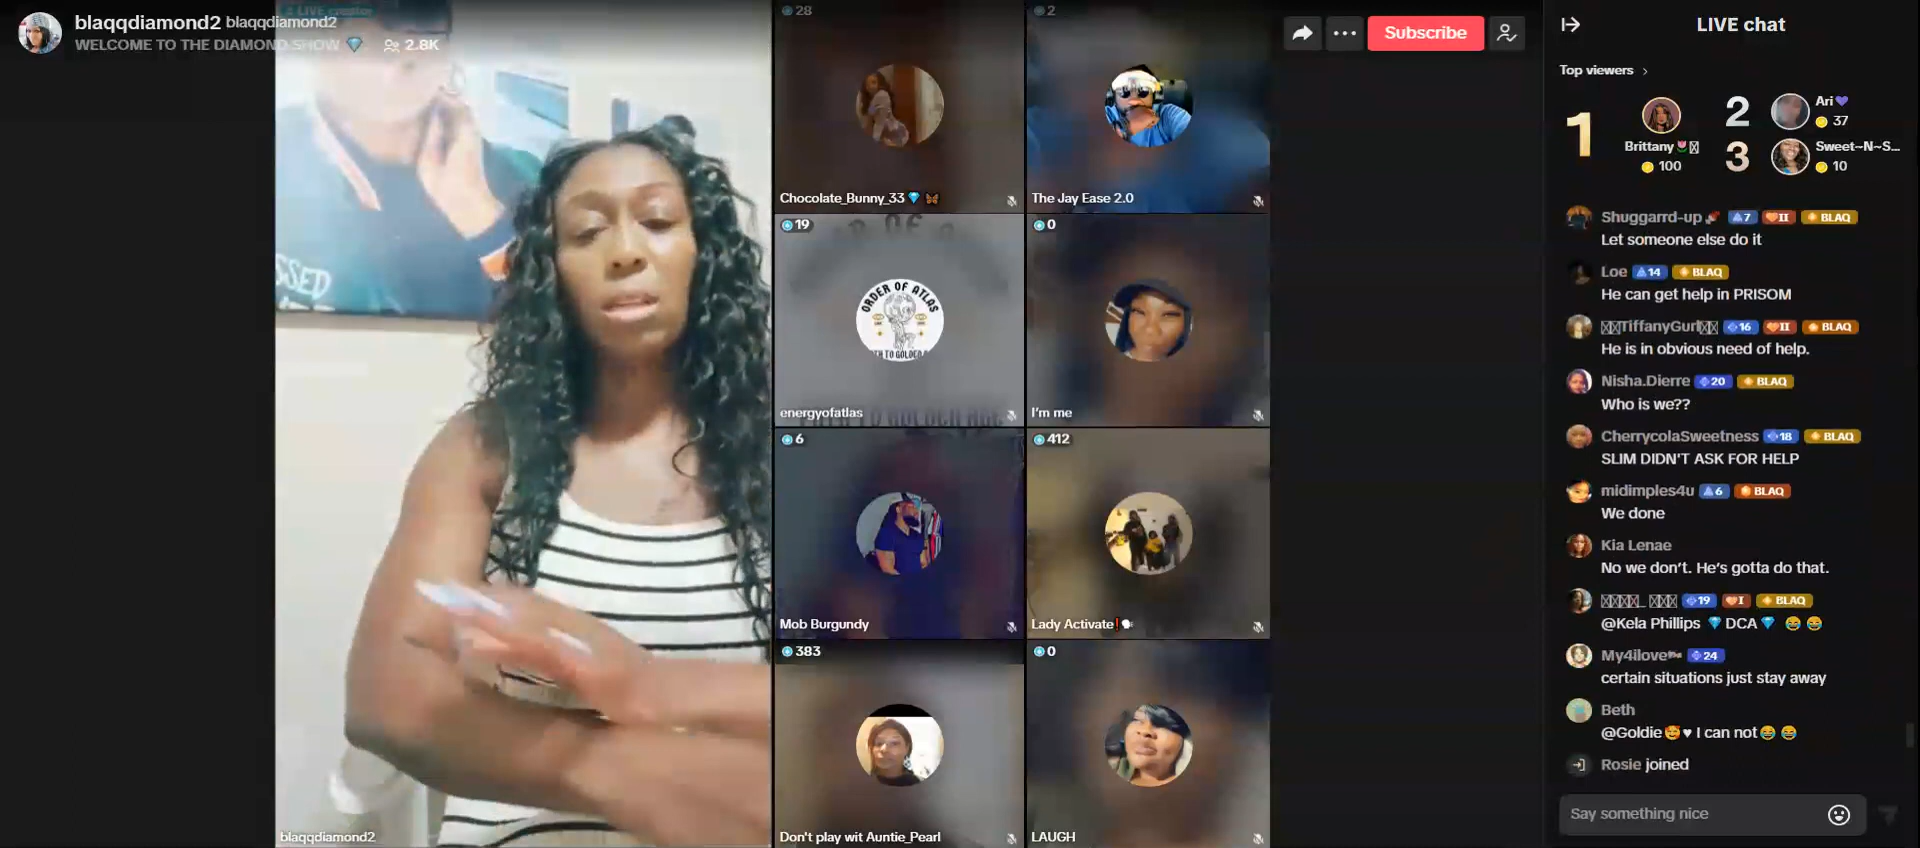 LIVE creator
blaqqdiamond2 blaqqdiamond2
WELCOME TO THE DIAMOND SHOW 💎 2.8K
SSED
blaqqdiamond2
28
Chocolate_Bunny_33💎🦋
2
The Jay Ease 2.0
19
ORDER OF ATLAS
energyofatlas
0
I'm me
6
Mob Burgundy
412
Lady Activate❗🗣
383
Don't play wit Auntie_Pearl
0
LAUGH
Subscribe
LIVE chat
Top viewers >
1
Brittany🌷
100
2
Ari💜
37
3
Sweet~N~S...
10
Shuggarrd-up 7 II BLAQ
Let someone else do it
Loe 14 BLAQ
He can get help in PRISOM
TiffanyGurl 16 II BLAQ
He is in obvious need of help.
Nisha.Dierre 20 BLAQ
Who is we??
CherrycolaSweetness 18 BLAQ
SLIM DIDN'T ASK FOR HELP
midimples4u 6 BLAQ
We done
Kia Lenae
No we don't. He's gotta do that.
19 I BLAQ
@Kela Phillips 💎DCA💎 😂😂
My4ilove 24
certain situations just stay away
Beth
@Goldie🥰♥ I can not😂😂
Rosie joined
Say something nice